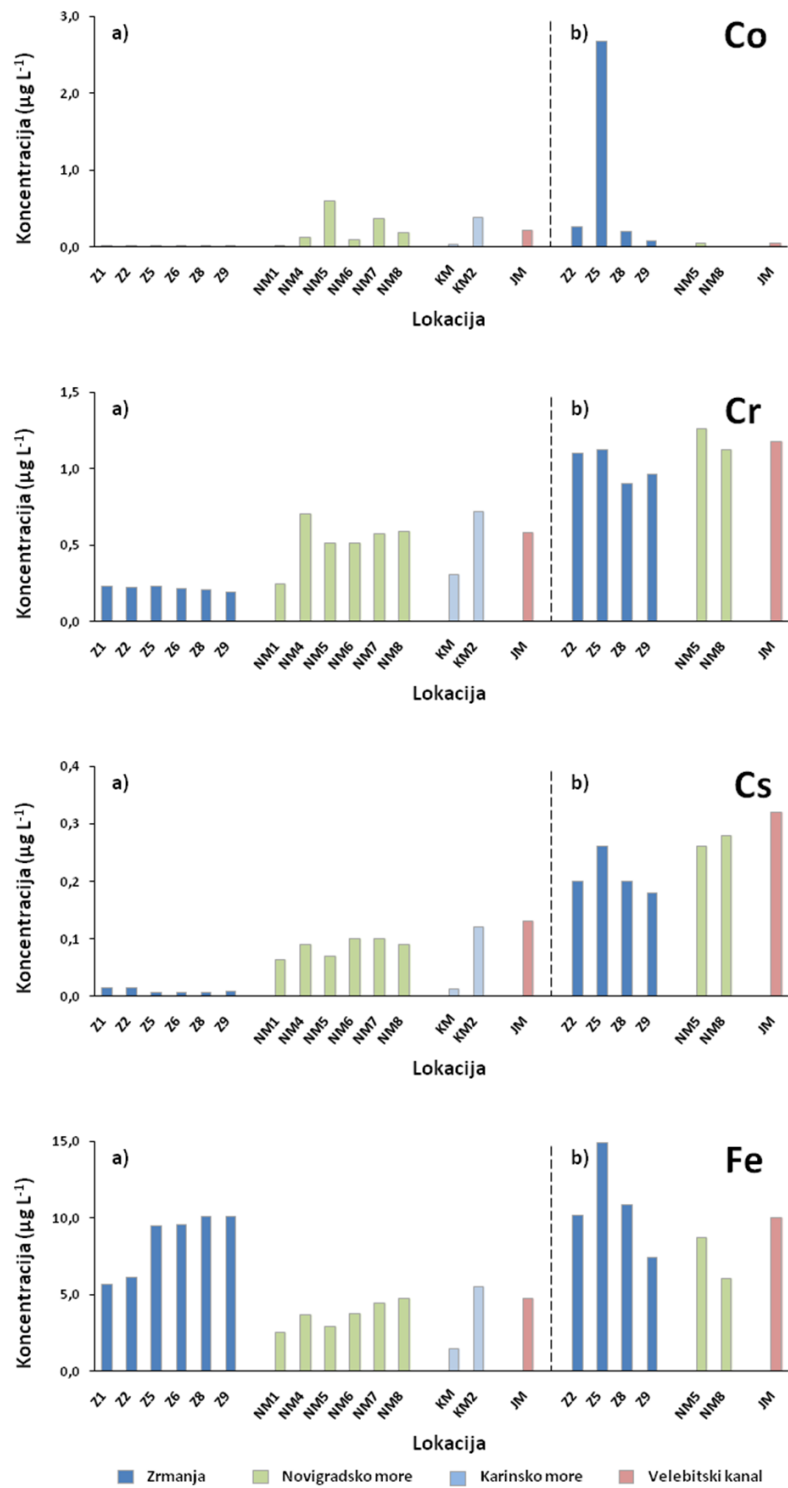 a)
b)
Co
Koncentracija (µg L-1)
3,0
2,0
1,0
0,0
Z1 Z2 Z5 Z6 Z8 Z9 NM1 NM4 NM5 NM6 NM7 NM8 KM KM2 JM Z2 Z5 Z8 Z9 NM5 NM8 JM
Lokacija
a)
b)
Cr
Koncentracija (µg L-1)
1,5
1,0
0,5
0,0
Z1 Z2 Z5 Z6 Z8 Z9 NM1 NM4 NM5 NM6 NM7 NM8 KM KM2 JM Z2 Z5 Z8 Z9 NM5 NM8 JM
Lokacija
a)
b)
Cs
Koncentracija (µg L-1)
0,4
0,3
0,2
0,1
0,0
Z1 Z2 Z5 Z6 Z8 Z9 NM1 NM4 NM5 NM6 NM7 NM8 KM KM2 JM Z2 Z5 Z8 Z9 NM5 NM8 JM
Lokacija
a)
b)
Fe
Koncentracija (µg L-1)
15,0
10,0
5,0
0,0
Z1 Z2 Z5 Z6 Z8 Z9 NM1 NM4 NM5 NM6 NM7 NM8 KM KM2 JM Z2 Z5 Z8 Z9 NM5 NM8 JM
Lokacija
Zrmanja Novigradsko more Karinsko more Velebitski kanal